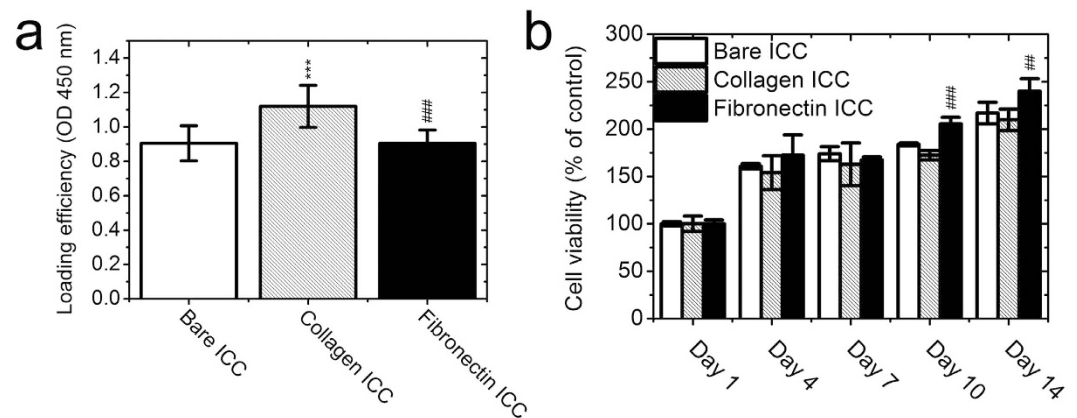 a
Loading efficiency (OD 450 nm)
1.4
1.2
1.0
0.8
0.6
0.4
0.2
0.0
***
###
Bare ICC
Collagen ICC
Fibronectin ICC
b
Cell viability (% of control)
300
250
200
150
100
50
0
Bare ICC
Collagen ICC
Fibronectin ICC
###
##
Day 1
Day 4
Day 7
Day 10
Day 14